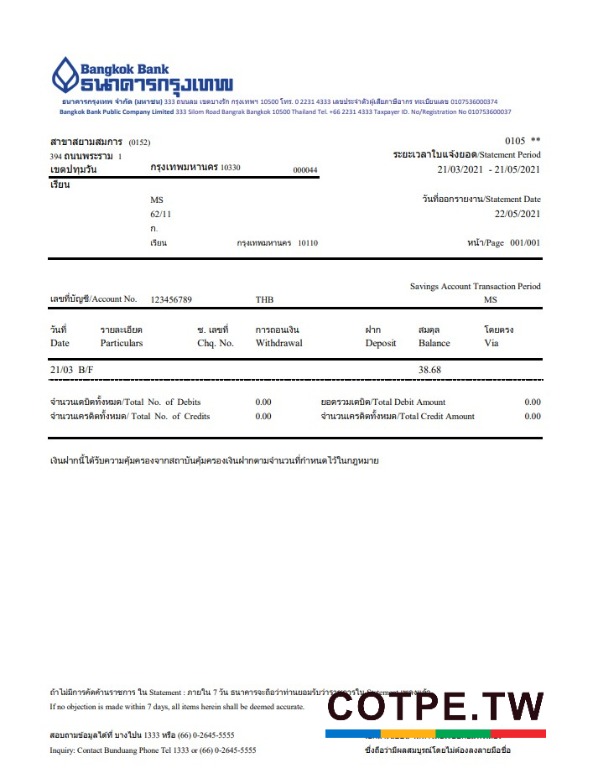 Bangkok Bank
ธนาคารกรุงเทพ
ธนาคารกรุงเทพ จำกัด (มหาชน) 333 ถนนสีลม เขตบางรัก กรุงเทพฯ 10500 โทร. 0 2231 4333 เลขประจำตัวผู้เสียภาษีอากร ทะเบียนเลข 0107536000374
Bangkok Bank Public Company Limited 333 Silom Road Bangrak Bangkok 10500 Thailand Tel. +66 2231 4333 Taxpayer ID. No/Registration No 010753600037
สาขาสยามสมการ (0152) 0105 **
394 ถนนพระราม 1 ระยะเวลาใบแจ้งยอด/Statement Period
เขตปทุมวัน กรุงเทพมหานคร 10330 000044 21/03/2021 - 21/05/2021
เรียน
MS วันที่ออกรายงาน/Statement Date
62/11 22/05/2021
ก.
เรียน กรุงเทพมหานคร 10110 หน้า/Page 001/001
Savings Account Transaction Period
เลขที่บัญชี/Account No. 123456789 THB MS
วันที่ รายละเอียด ช. เลขที่ การถอนเงิน ฝาก สมดุล โดยตรง
Date Particulars Chq. No. Withdrawal Deposit Balance Via
21/03 B/F 38.68
จำนวนเดบิตทั้งหมด/Total No. of Debits 0.00 ยอดรวมเดบิต/Total Debit Amount 0.00
จำนวนเครดิตทั้งหมด/ Total No. of Credits 0.00 จำนวนเครดิตทั้งหมด/Total Credit Amount 0.00
เงินฝากนี้ได้รับความคุ้มครองจากสถาบันคุ้มครองเงินฝากตามจำนวนที่กำหนดไว้ในกฎหมาย
ถ้าไม่มีการคัดค้านราชการ ใน Statement : ภายใน 7 วัน ธนาคารจะถือว่าท่านยอมรับว่ารายการใน Statement
If no objection is made within 7 days, all items herein shall be deemed accurate.
COTPE.TW
สอบถามข้อมูลได้ที่ บางโปน 1333 หรือ (66) 0-2645-5555
Inquiry: Contact Bunduang Phone Tel 1333 or (66) 0-2645-5555 ซึ่งถือว่ามีผลสมบูรณ์โดยไม่ต้องลงลายมือชื่อ